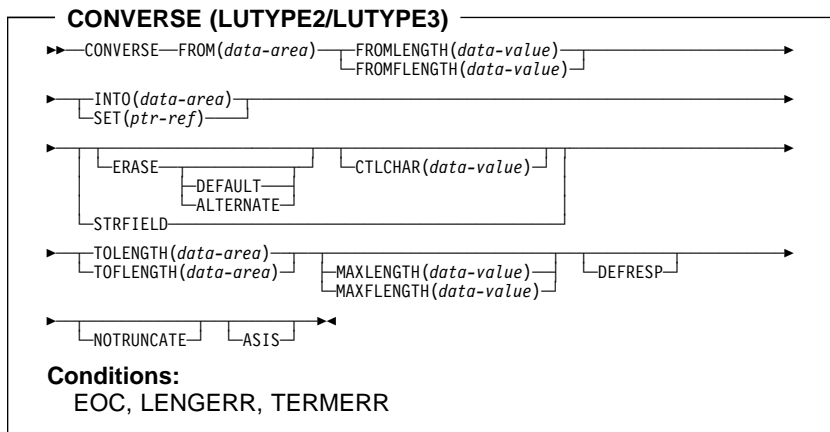 CONVERSE (LUTYPE2/LUTYPE3)
CONVERSE FROM(data-area) FROMLENGTH(data-value)
FROMFLENGTH(data-value)
INTO(data-area)
SET(ptr-ref)
ERASE CTLCHAR(data-value)
DEFAULT
ALTERNATE
STRFIELD
TOLENGTH(data-area)
TOFLENGTH(data-area) MAXLENGTH(data-value) DEFRESP
MAXFLENGTH(data-value)
NOTRUNCATE ASIS
Conditions:
EOC, LENGERR, TERMERR